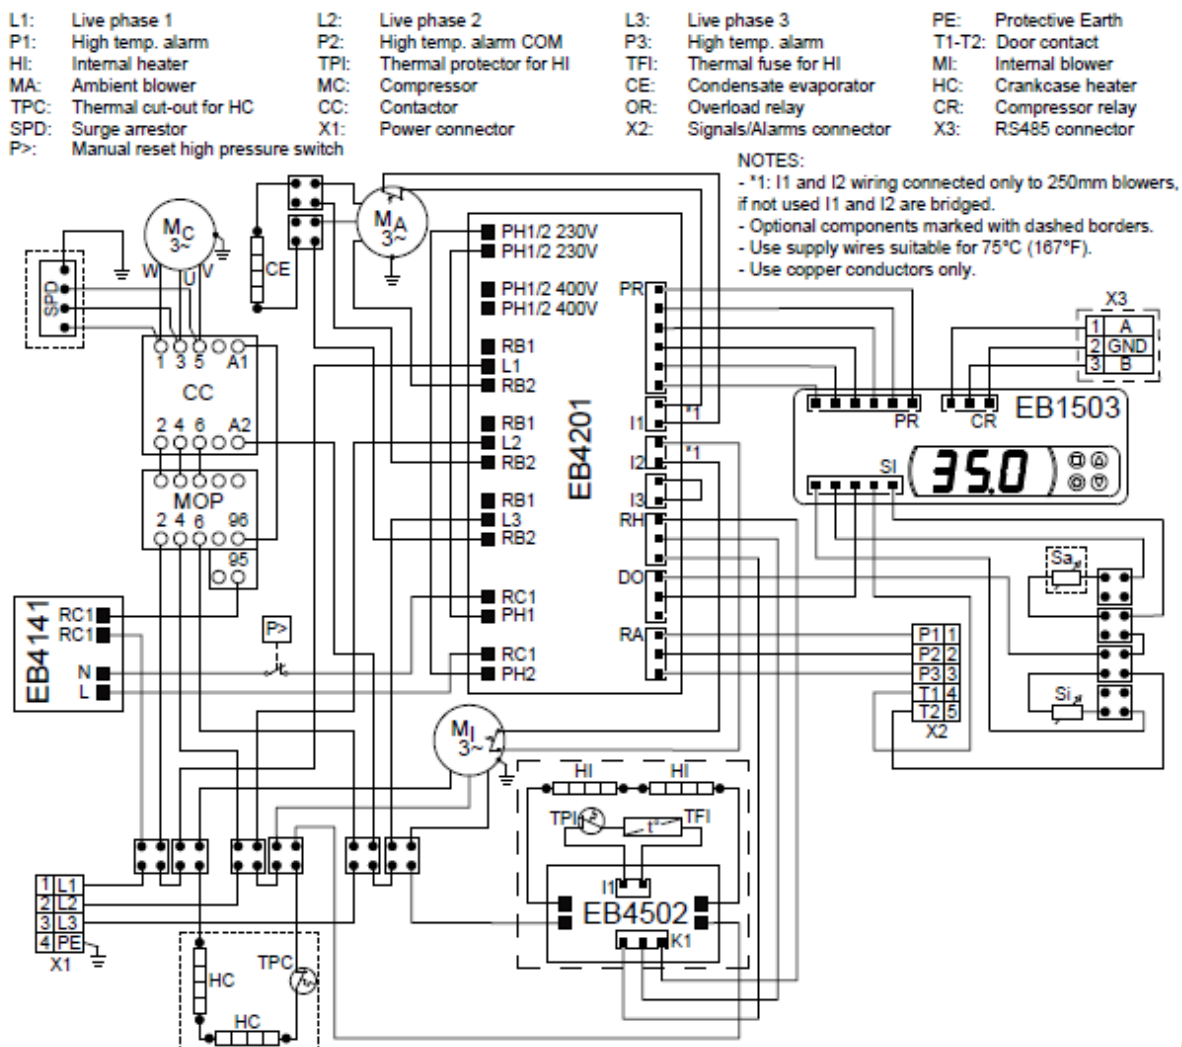 L1: Live phase 1 L2: Live phase 2 L3: Live phase 3 PE: Protective Earth
P1: High temp. alarm P2: High temp. alarm COM P3: High temp. alarm T1-T2: Door contact
HI: Internal heater TPI: Thermal protector for HI TFI: Thermal fuse for HI MI: Internal blower
MA: Ambient blower MC: Compressor CE: Condensate evaporator HC: Crankcase heater
TPC: Thermal cut-out for HC CC: Contactor OR: Overload relay CR: Compressor relay
SPD: Surge arrestor X1: Power connector X2: Signals/Alarms connector X3: RS485 connector
P>: Manual reset high pressure switch
NOTES:
- *1: I1 and I2 wiring connected only to 250mm blowers,
if not used I1 and I2 are bridged.
- Optional components marked with dashed borders.
- Use supply wires suitable for 75°C (167°F).
- Use copper conductors only.
MC
3~
W
U
V
SPD
CE
MA
3~
1 3 5 A1
CC
2 4 6 A2
MOP
2 4 6 96
95
EB4141
RC1
RC1
N
L
P>
EB4201
PH1/2 230V
PH1/2 230V
PH1/2 400V
PH1/2 400V
RB1
L1
RB2
RB1
L2
RB2
RB1
L3
RB2
RC1
PH1
RC1
PH2
PR
I1
*1
I2
*1
I3
RH
DO
RA
X3
1 A
2 GND
3 B
EB1503
PR
CR
SI
35.0
Sa
Si
P1 1
P2 2
P3 3
T1 4
T2 5
X2
MI
3~
HI
HI
TPI
t°
TFI
I1
EB4502
K1
1 L1
2 L2
3 L3
4 PE
X1
HC
TPC
HC